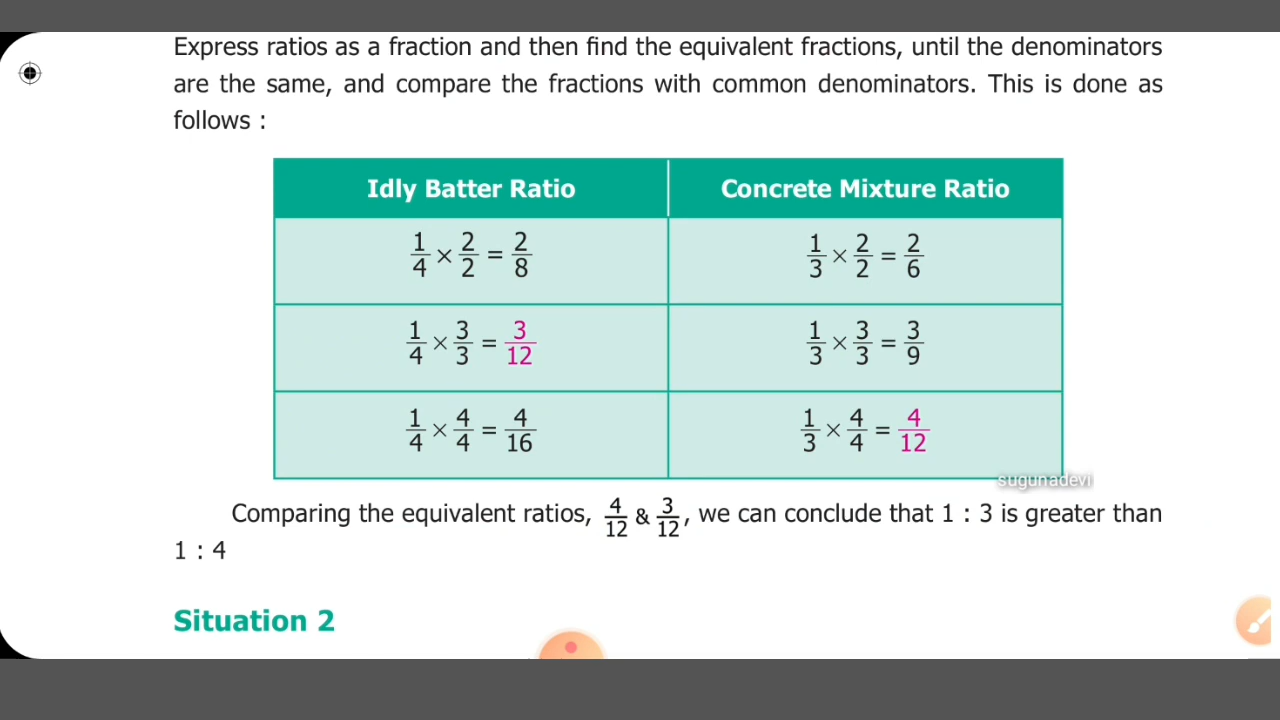 Express ratios as a fraction and then find the equivalent fractions, until the denominators
are the same, and compare the fractions with common denominators. This is done as
follows :
Idly Batter Ratio
Concrete Mixture Ratio
1/4 × 2/2 = 2/8
1/3 × 2/2 = 2/6
1/4 × 3/3 = 3/12
1/3 × 3/3 = 3/9
1/4 × 4/4 = 4/16
1/3 × 4/4 = 4/12
sugunadevi
Comparing the equivalent ratios, 4/12 & 3/12, we can conclude that 1 : 3 is greater than
1 : 4
Situation 2